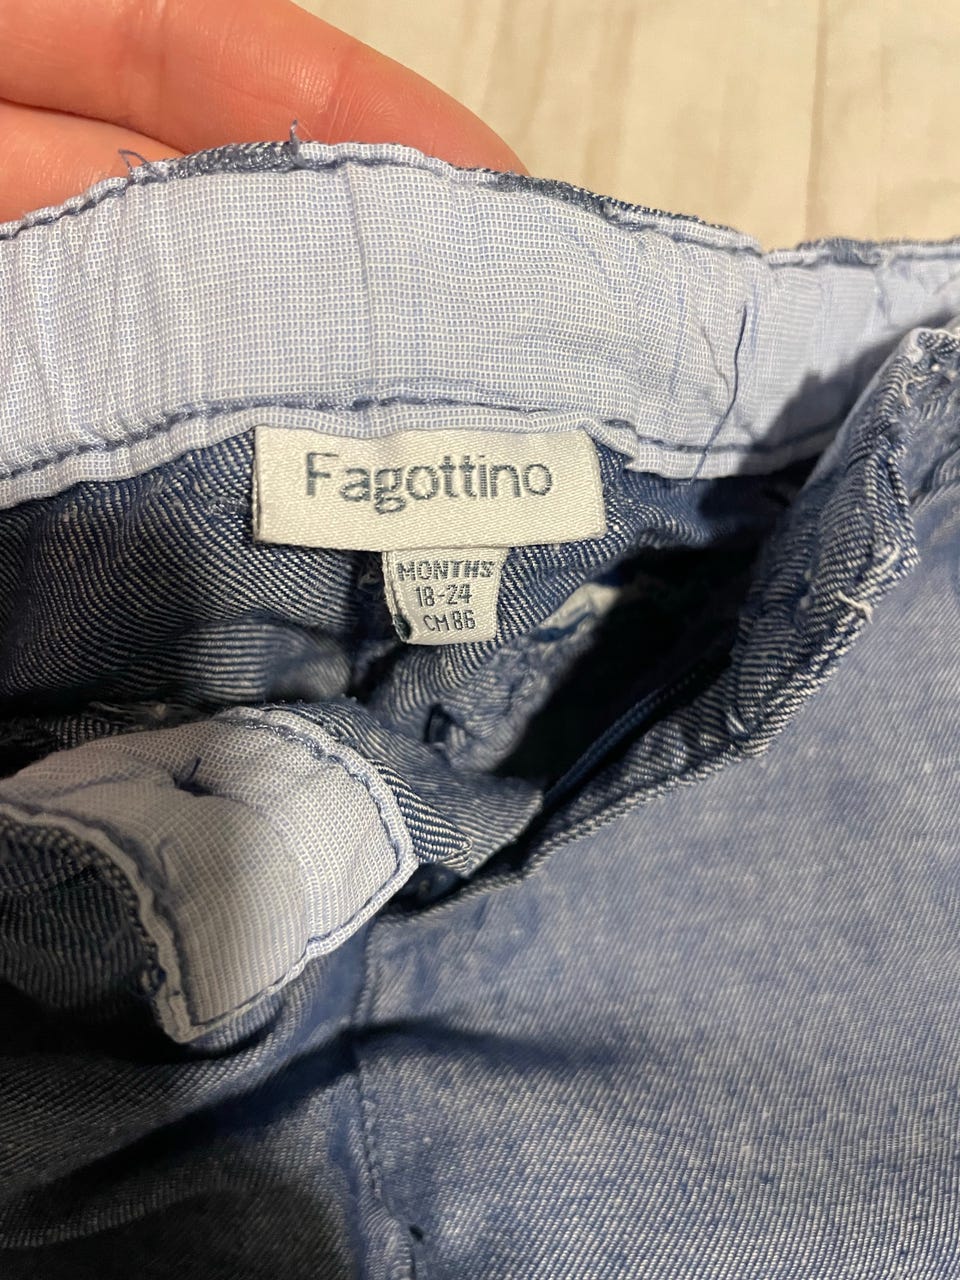 Fagottino
MONTHS
18-24
CM 86